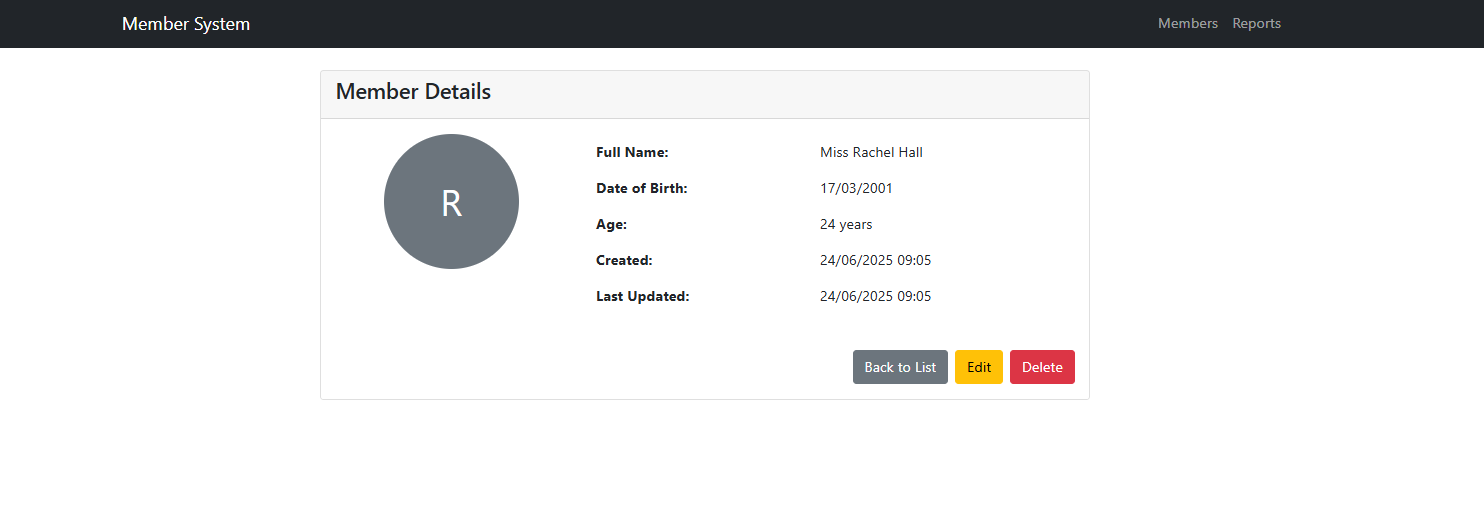 Member System Members Reports
Member Details
R
Full Name: Miss Rachel Hall
Date of Birth: 17/03/2001
Age: 24 years
Created: 24/06/2025 09:05
Last Updated: 24/06/2025 09:05
Back to List Edit Delete